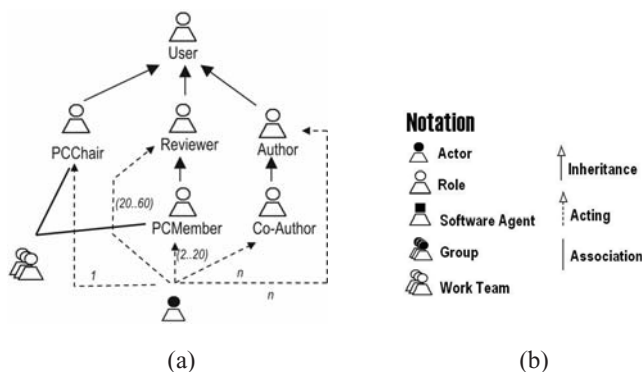 User
PCChair
Reviewer
Author
(20..60)
PCMember
Co-Author
(2..20)
1
n
n
(a)
Notation
Actor
Role
Software Agent
Group
Work Team
Inheritance
Acting
Association
(b)